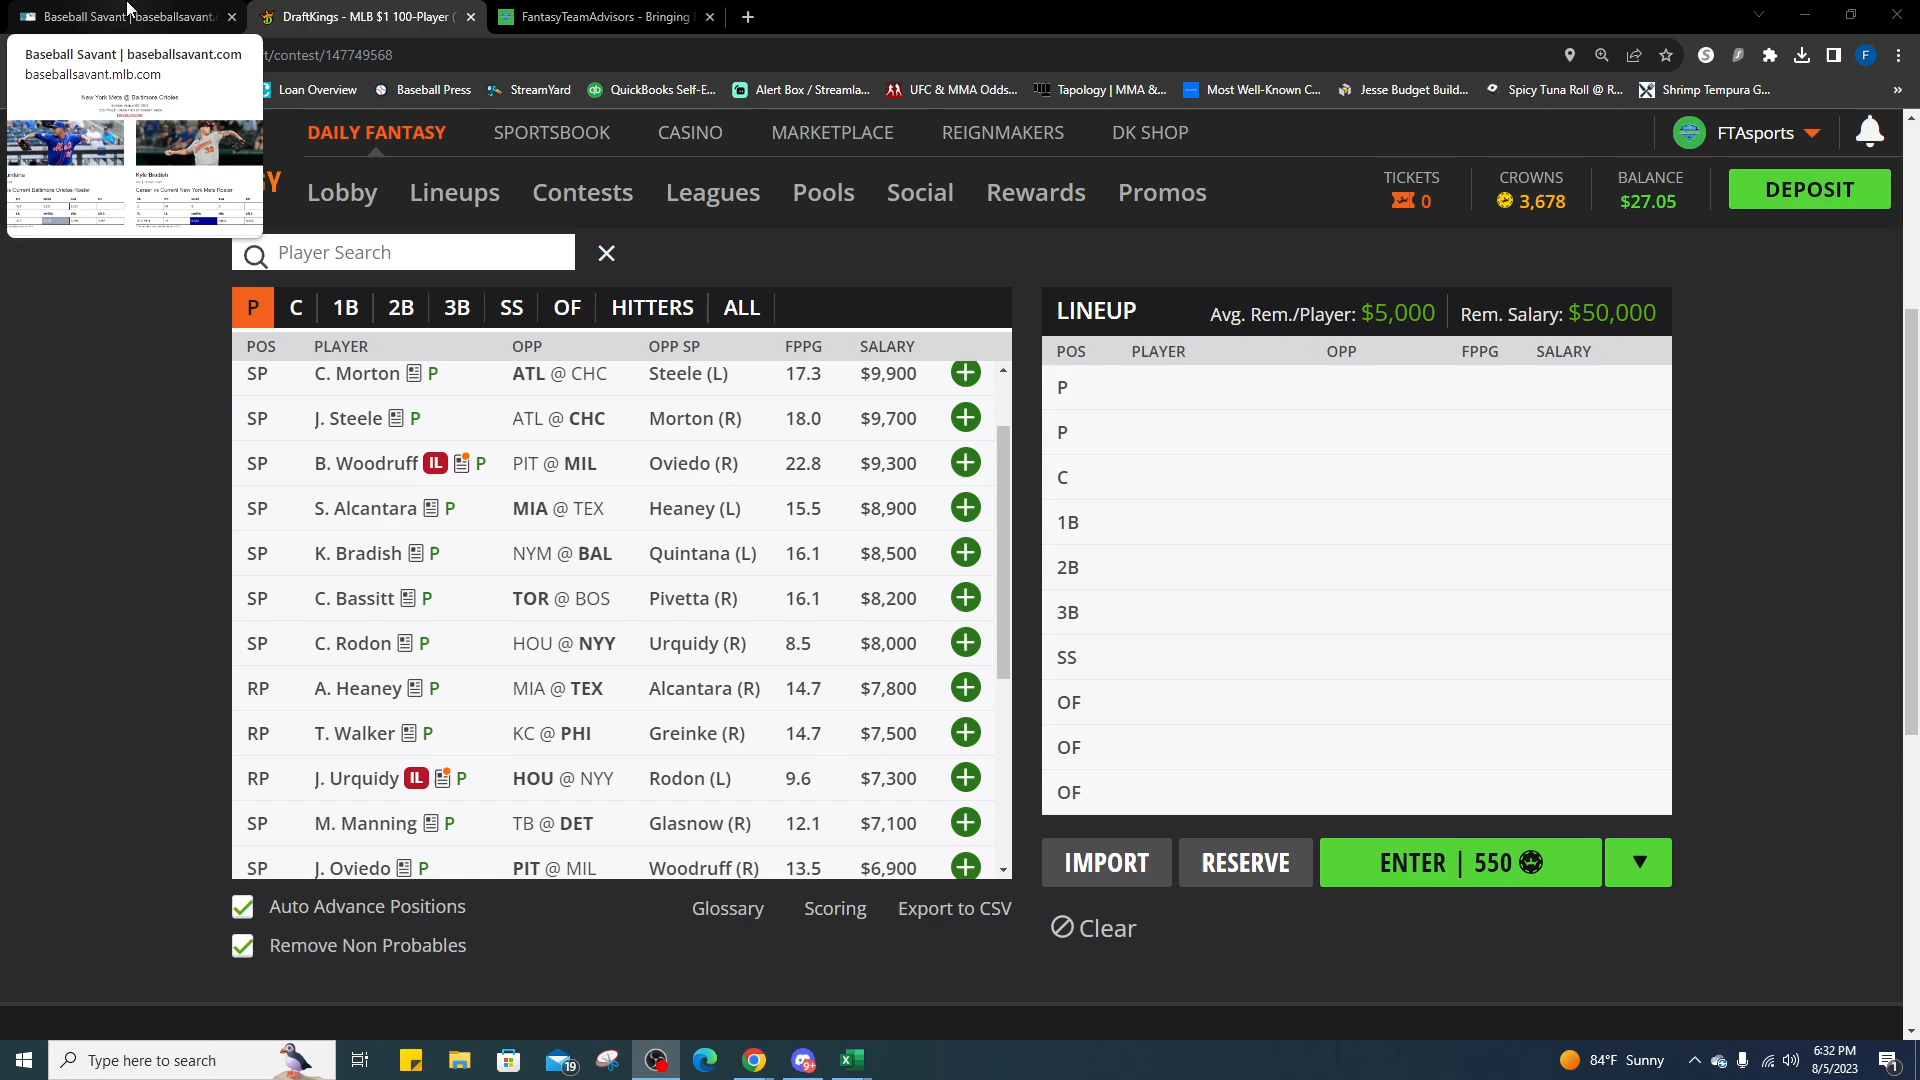 Baseball Savant | baseballsavant.
DraftKings - MLB $1 100-Player (
FantasyTeamAdvisors - Bringing
Baseball Savant | baseballsavant.com
baseballsavant.mlb.com
t/contest/147749568
New York Mets @ Baltimore Orioles
Kyle Bradish
Loan Overview
Baseball Press
StreamYard
QuickBooks Self-E...
Alert Box / Streamla...
UFC & MMA Odds...
Tapology | MMA &...
Most Well-Known C...
Jesse Budget Build...
Spicy Tuna Roll @ R...
Shrimp Tempura G...
»
DAILY FANTASY SPORTSBOOK CASINO MARKETPLACE REIGNMAKERS DK SHOP
FTAsports
Lobby Lineups Contests Leagues Pools Social Rewards Promos
TICKETS 0
CROWNS 3,678
BALANCE $27.05
DEPOSIT
Player Search
P C 1B 2B 3B SS OF HITTERS ALL
POS PLAYER OPP OPP SP FPPG SALARY
SP C. Morton P ATL @ CHC Steele (L) 17.3 $9,900
SP J. Steele P ATL @ CHC Morton (R) 18.0 $9,700
SP B. Woodruff IL P PIT @ MIL Oviedo (R) 22.8 $9,300
SP S. Alcantara P MIA @ TEX Heaney (L) 15.5 $8,900
SP K. Bradish P NYM @ BAL Quintana (L) 16.1 $8,500
SP C. Bassitt P TOR @ BOS Pivetta (R) 16.1 $8,200
SP C. Rodon P HOU @ NYY Urquidy (R) 8.5 $8,000
RP A. Heaney P MIA @ TEX Alcantara (R) 14.7 $7,800
RP T. Walker P KC @ PHI Greinke (R) 14.7 $7,500
RP J. Urquidy IL P HOU @ NYY Rodon (L) 9.6 $7,300
SP M. Manning P TB @ DET Glasnow (R) 12.1 $7,100
SP J. Oviedo P PIT @ MIL Woodruff (R) 13.5 $6,900
Auto Advance Positions
Remove Non Probables
Glossary Scoring Export to CSV
LINEUP Avg. Rem./Player: $5,000 Rem. Salary: $50,000
POS PLAYER OPP FPPG SALARY
P
P
C
1B
2B
3B
SS
OF
OF
OF
IMPORT RESERVE ENTER | 550
Clear
Type here to search
19
9+
84°F Sunny
6:32 PM
8/5/2023
1